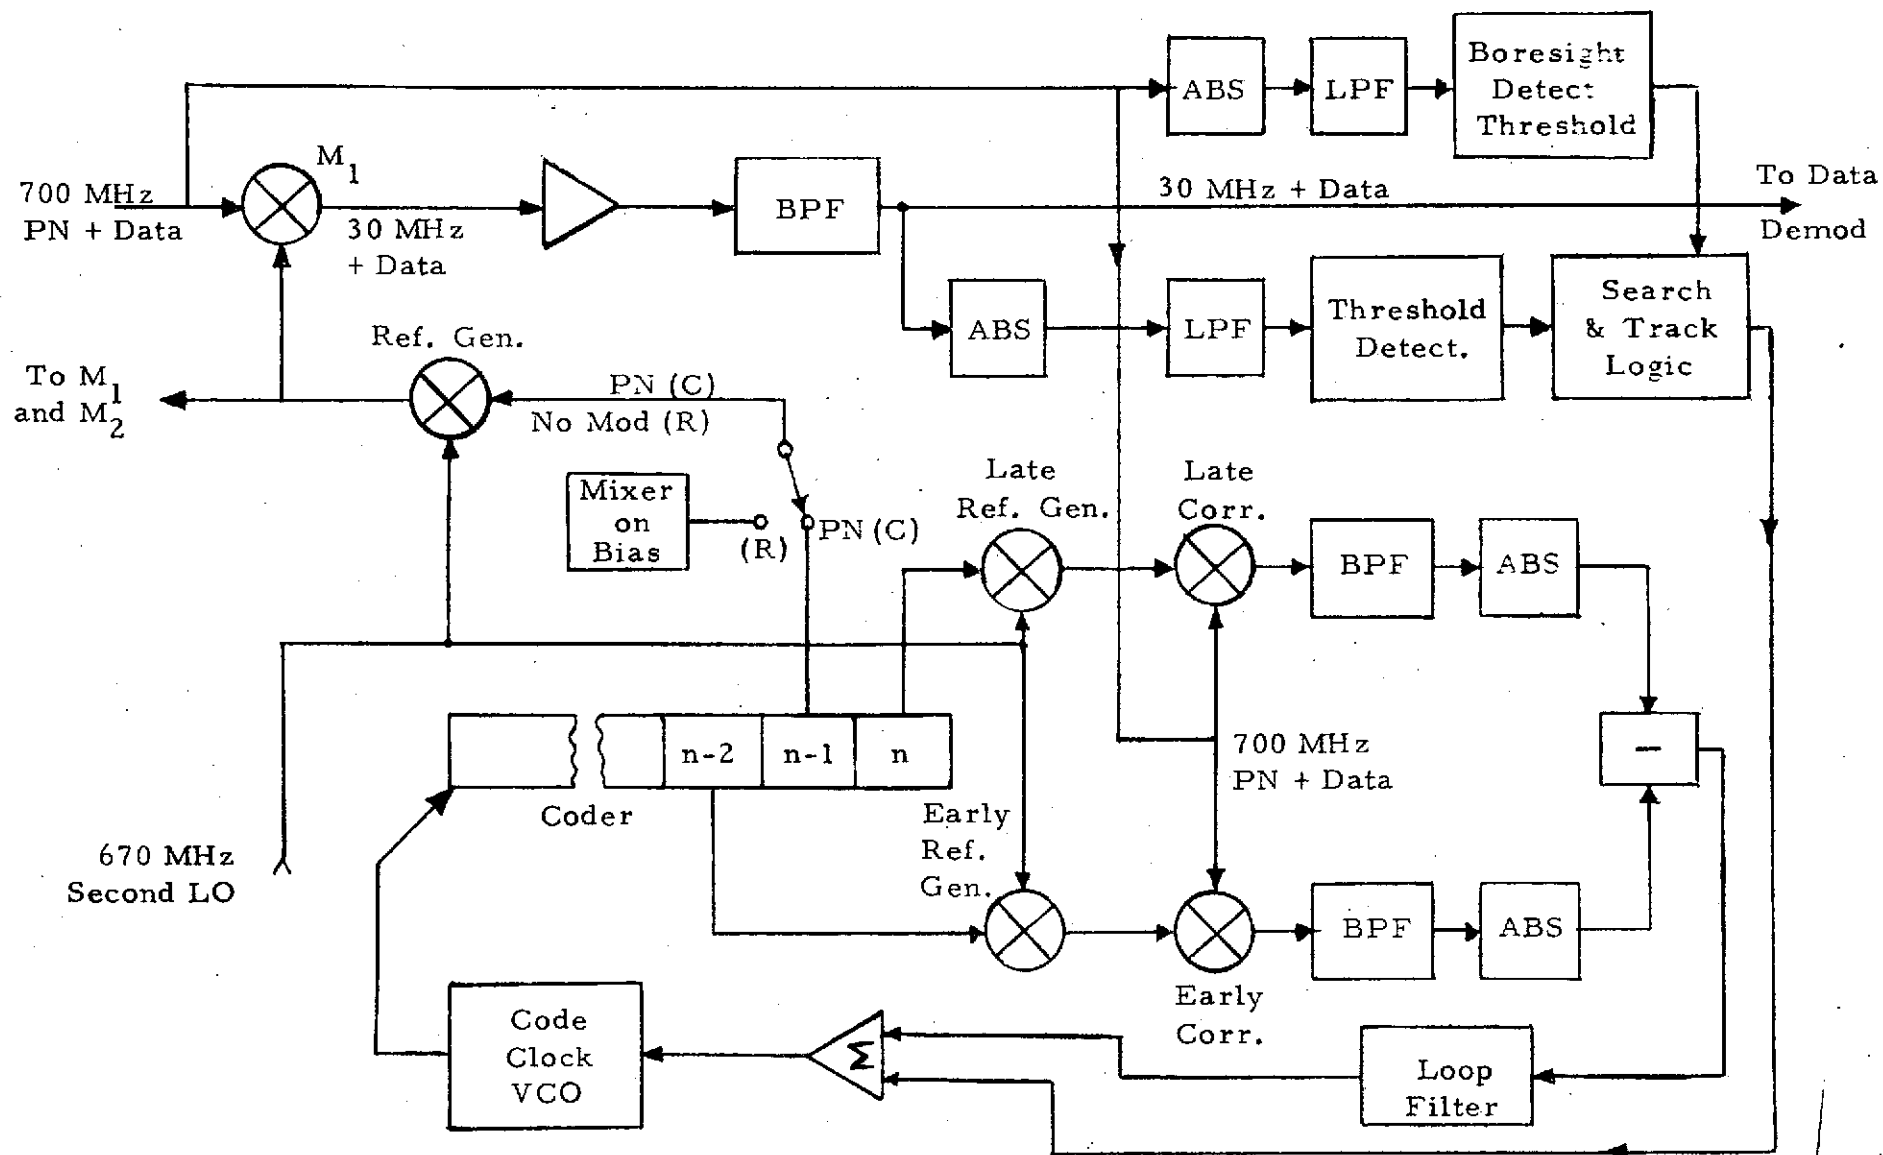 Boresight
Detect
Threshold
ABS
LPF
M1
700 MHz
PN + Data
30 MHz
+ Data
BPF
30 MHz + Data
To Data
Demod
ABS
LPF
Threshold
Detect.
Search
& Track
Logic
Ref. Gen.
To M1
and M2
PN (C)
No Mod (R)
Mixer
on
Bias
(R)
PN (C)
Late
Ref. Gen.
Late
Corr.
BPF
ABS
n-2
n-1
n
Coder
700 MHz
PN + Data
−
Early
Ref.
Gen.
670 MHz
Second LO
BPF
ABS
Early
Corr.
Code
Clock
VCO
Σ
Loop
Filter